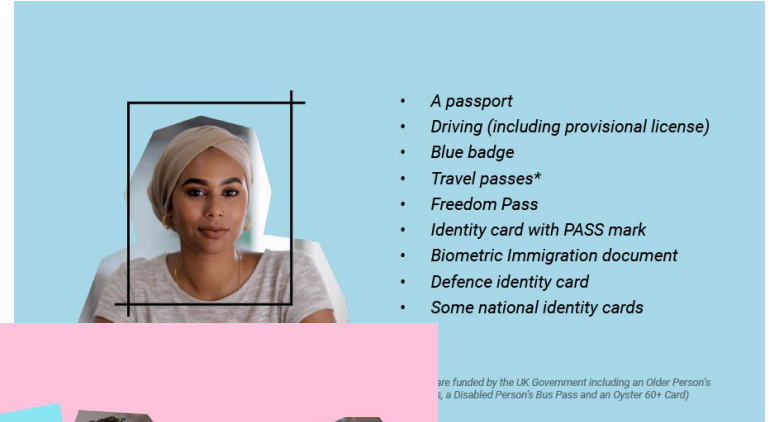 • A passport
• Driving (including provisional license)
• Blue badge
• Travel passes*
• Freedom Pass
• Identity card with PASS mark
• Biometric Immigration document
• Defence identity card
• Some national identity cards
are funded by the UK Government including an Older Person's
, a Disabled Person's Bus Pass and an Oyster 60+ Card)